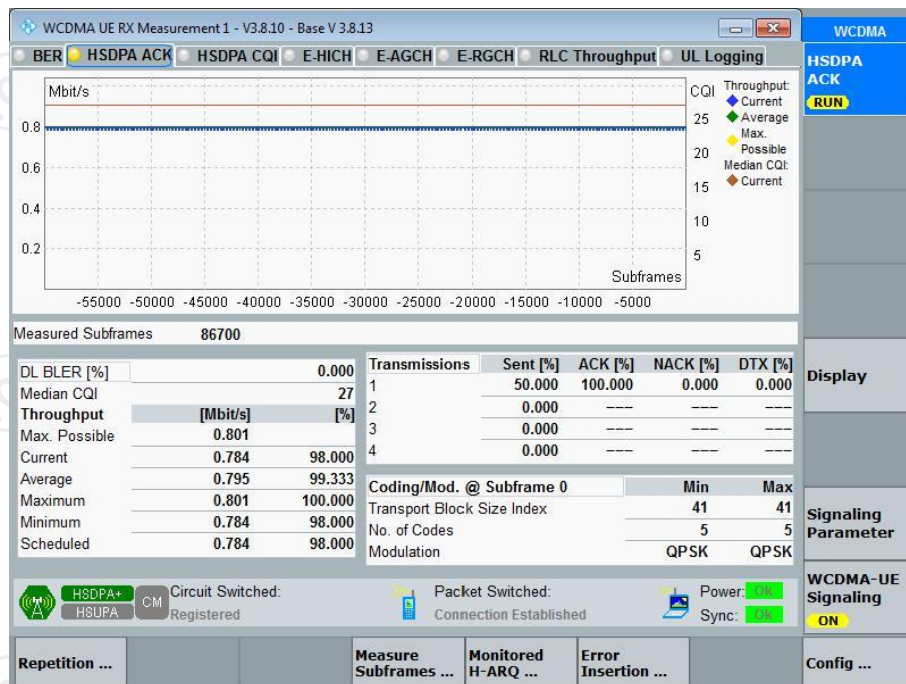 WCDMA UE RX Measurement 1 - V3.8.10 - Base V 3.8.13
WCDMA
BER HSDPA ACK HSDPA CQI E-HICH E-AGCH E-RGCH RLC Throughput UL Logging
HSDPA
ACK
RUN
Mbit/s
CQI
Throughput:
Current
Average
Max.
Possible
Median CQI:
Current
0.8
0.6
0.4
0.2
25
20
15
10
5
Subframes
-55000 -50000 -45000 -40000 -35000 -30000 -25000 -20000 -15000 -10000 -5000
Measured Subframes 86700
DL BLER [%] 0.000
Median CQI 27
Throughput [Mbit/s] [%]
Max. Possible 0.801
Current 0.784 98.000
Average 0.795 99.333
Maximum 0.801 100.000
Minimum 0.784 98.000
Scheduled 0.784 98.000
Transmissions Sent [%] ACK [%] NACK [%] DTX [%]
1 50.000 100.000 0.000 0.000
2 0.000 --- --- ---
3 0.000 --- --- ---
4 0.000 --- --- ---
Coding/Mod. @ Subframe 0 Min Max
Transport Block Size Index 41 41
No. of Codes 5 5
Modulation QPSK QPSK
Display
Signaling
Parameter
WCDMA-UE
Signaling
ON
HSDPA+
HSUPA
CM
Circuit Switched:
Registered
Packet Switched:
Connection Established
Power: Ok
Sync: Ok
Repetition ...
Measure
Subframes ...
Monitored
H-ARQ ...
Error
Insertion ...
Config ...